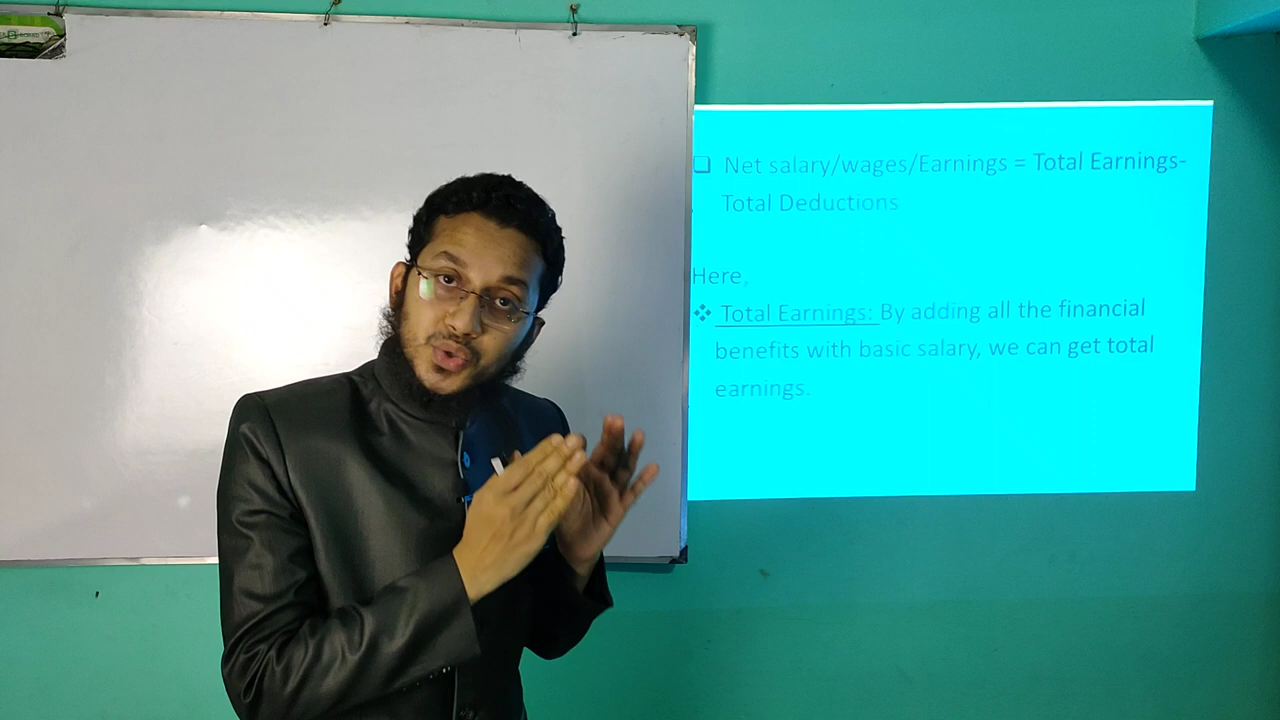 ❑ Net salary/wages/Earnings = Total Earnings-
Total Deductions
Here,
❖ Total Earnings: By adding all the financial
benefits with basic salary, we can get total
earnings.